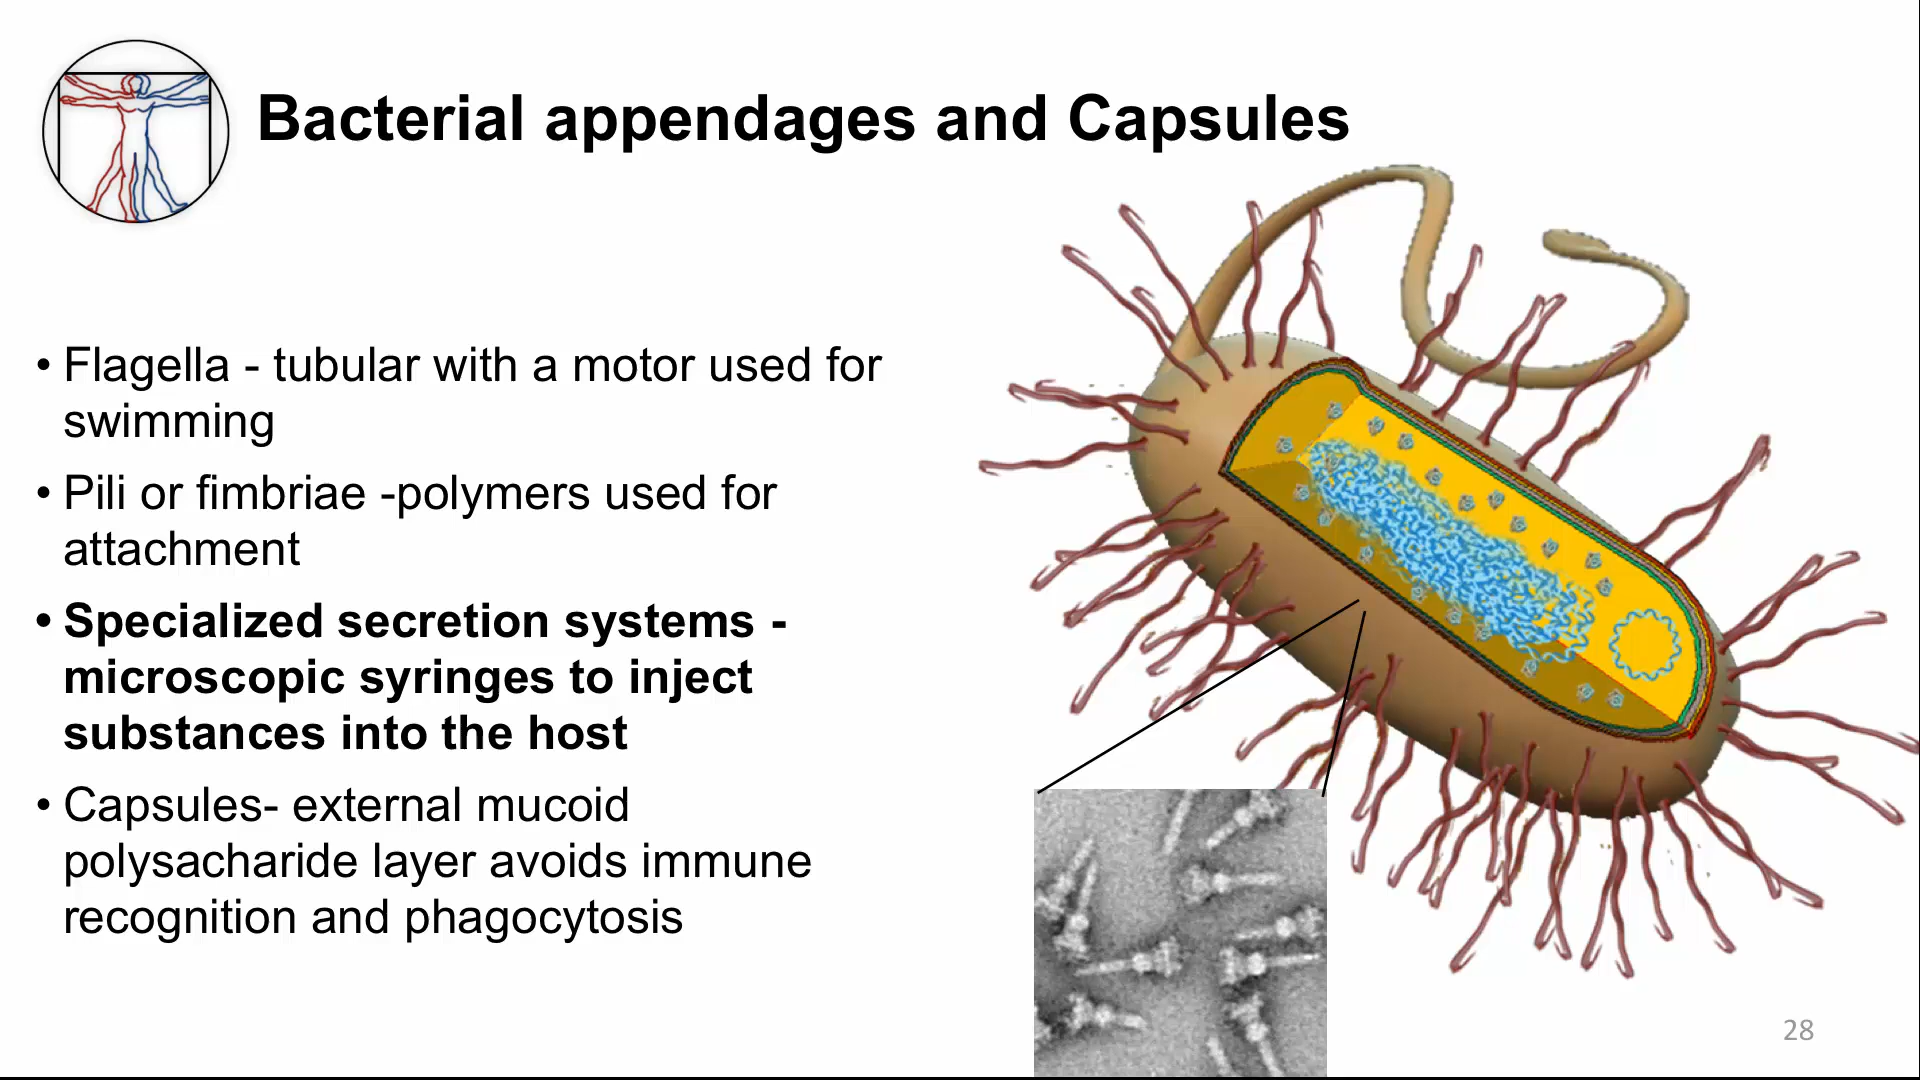 Bacterial appendages and Capsules
• Flagella - tubular with a motor used for
swimming
• Pili or fimbriae -polymers used for
attachment
• Specialized secretion systems -
microscopic syringes to inject
substances into the host
• Capsules- external mucoid
polysacharide layer avoids immune
recognition and phagocytosis
28